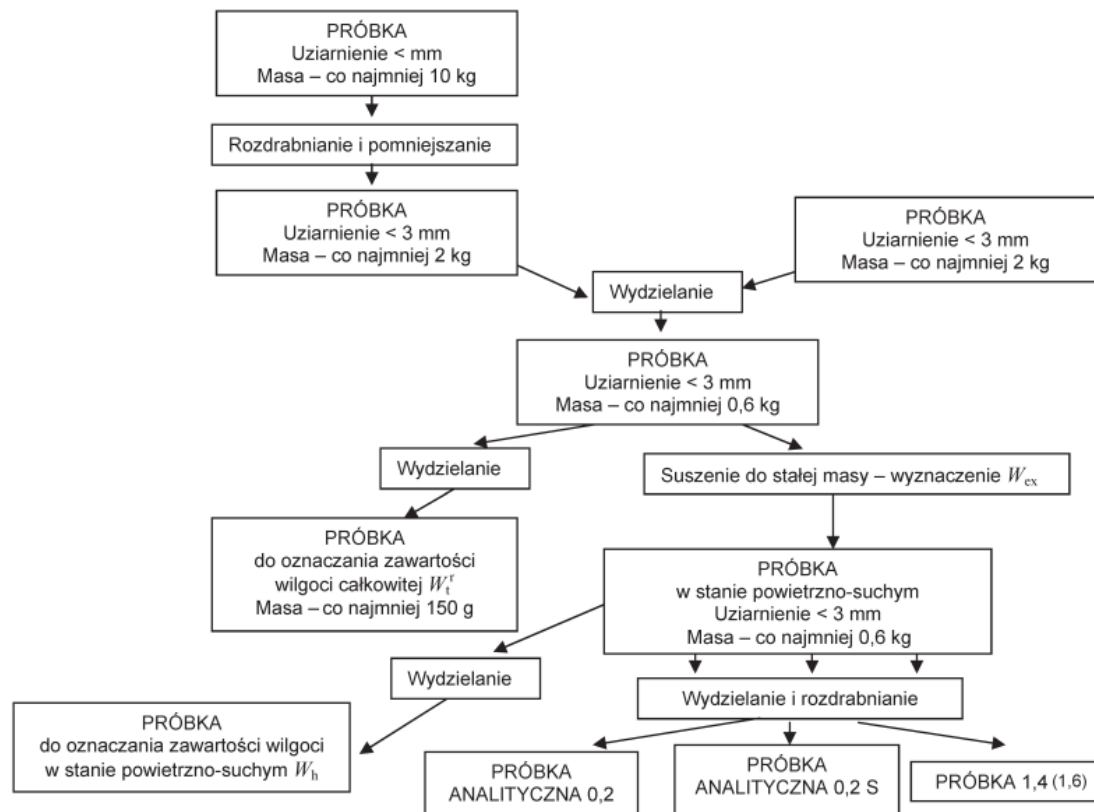 PRÓBKA
Uziarnienie < mm
Masa – co najmniej 10 kg
Rozdrabnianie i pomniejszanie
PRÓBKA
Uziarnienie < 3 mm
Masa – co najmniej 2 kg
PRÓBKA
Uziarnienie < 3 mm
Masa – co najmniej 2 kg
Wydzielanie
PRÓBKA
Uziarnienie < 3 mm
Masa – co najmniej 0,6 kg
Wydzielanie
Suszenie do stałej masy – wyznaczenie W_ex
PRÓBKA
do oznaczania zawartości
wilgoci całkowitej W_t^r
Masa – co najmniej 150 g
PRÓBKA
w stanie powietrzno-suchym
Uziarnienie < 3 mm
Masa – co najmniej 0,6 kg
Wydzielanie
Wydzielanie i rozdrabnianie
PRÓBKA
do oznaczania zawartości wilgoci
w stanie powietrzno-suchym W_h
PRÓBKA
ANALITYCZNA 0,2
PRÓBKA
ANALITYCZNA 0,2 S
PRÓBKA 1,4 (1,6)